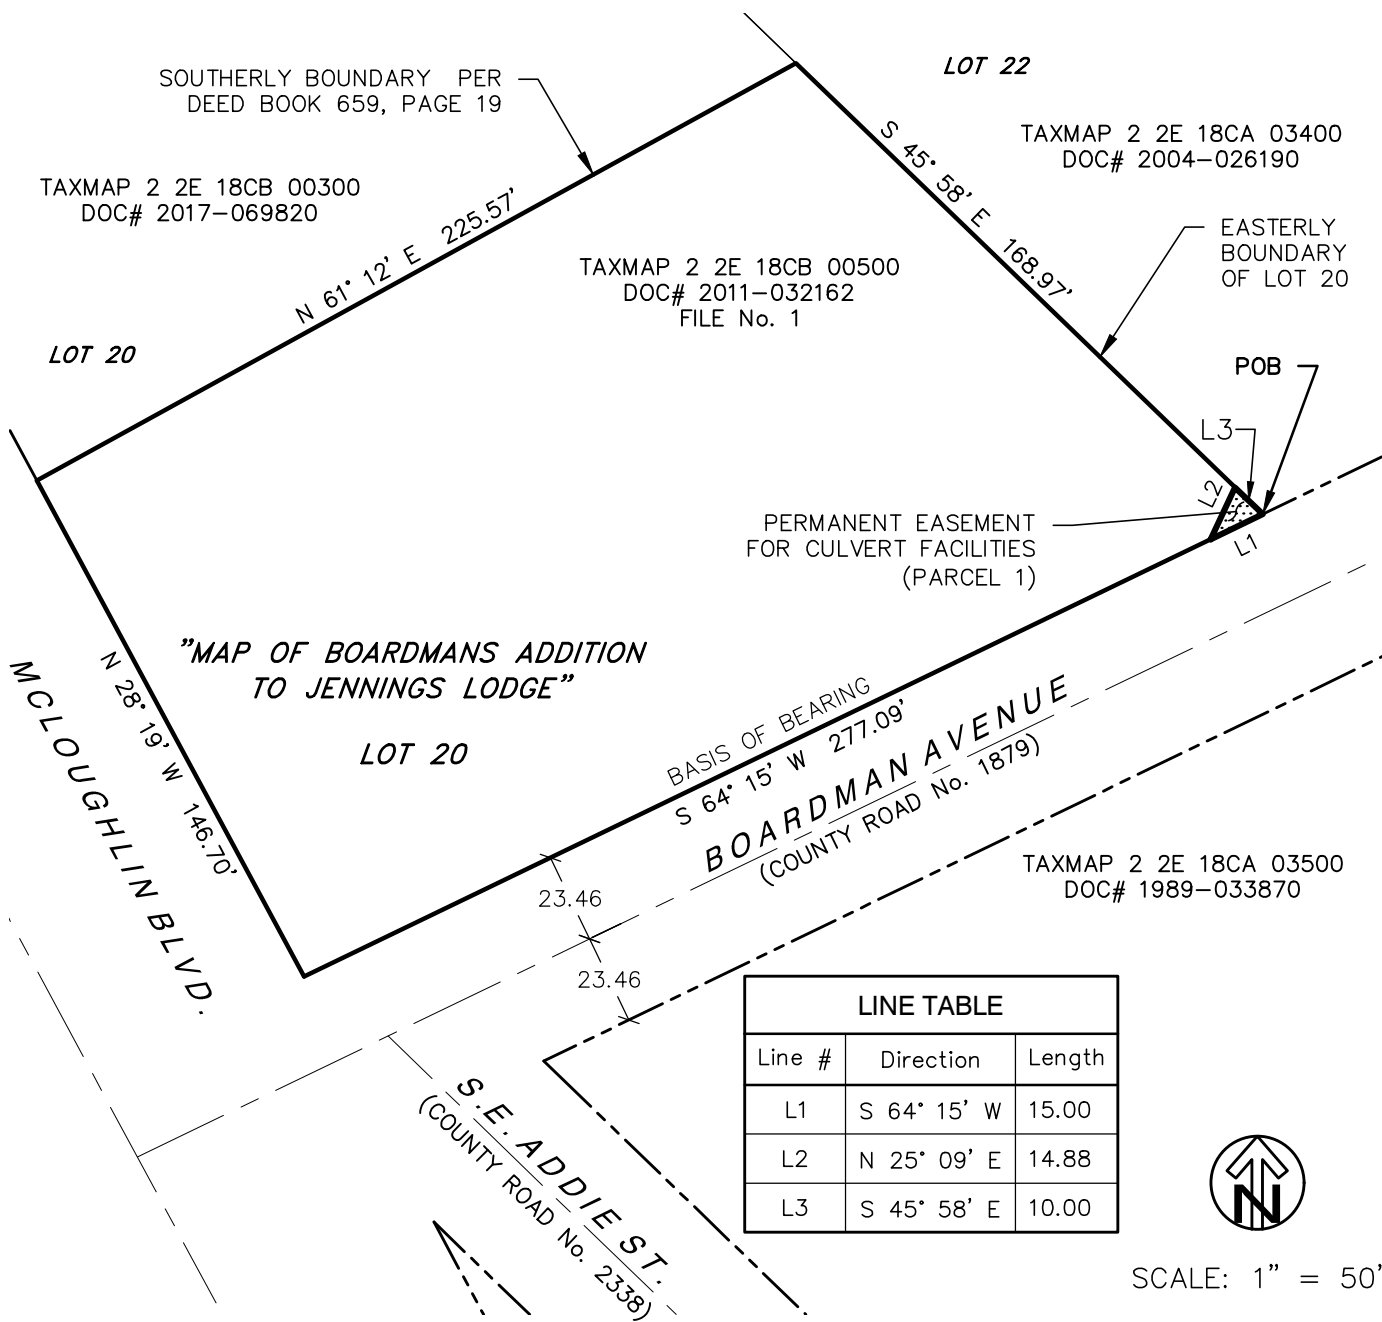 LOT 22
SOUTHERLY BOUNDARY PER
DEED BOOK 659, PAGE 19
TAXMAP 2 2E 18CA 03400
DOC# 2004-026190
TAXMAP 2 2E 18CB 00300
DOC# 2017-069820
S 45° 58' E 168.97'
N 61° 12' E 225.57'
EASTERLY
BOUNDARY
OF LOT 20
TAXMAP 2 2E 18CB 00500
DOC# 2011-032162
FILE No. 1
LOT 20
POB
L3
L2
L1
PERMANENT EASEMENT
FOR CULVERT FACILITIES
(PARCEL 1)
"MAP OF BOARDMANS ADDITION
TO JENNINGS LODGE"
LOT 20
N 28° 19' W 146.70'
MCLOUGHLIN BLVD.
BASIS OF BEARING
S 64° 15' W 277.09'
BOARDMAN AVENUE
(COUNTY ROAD No. 1879)
23.46
23.46
TAXMAP 2 2E 18CA 03500
DOC# 1989-033870
S.E. ADDIE ST.
(COUNTY ROAD No. 2338)
LINE TABLE
Line # Direction Length
L1 S 64° 15' W 15.00
L2 N 25° 09' E 14.88
L3 S 45° 58' E 10.00
N
SCALE: 1" = 50'